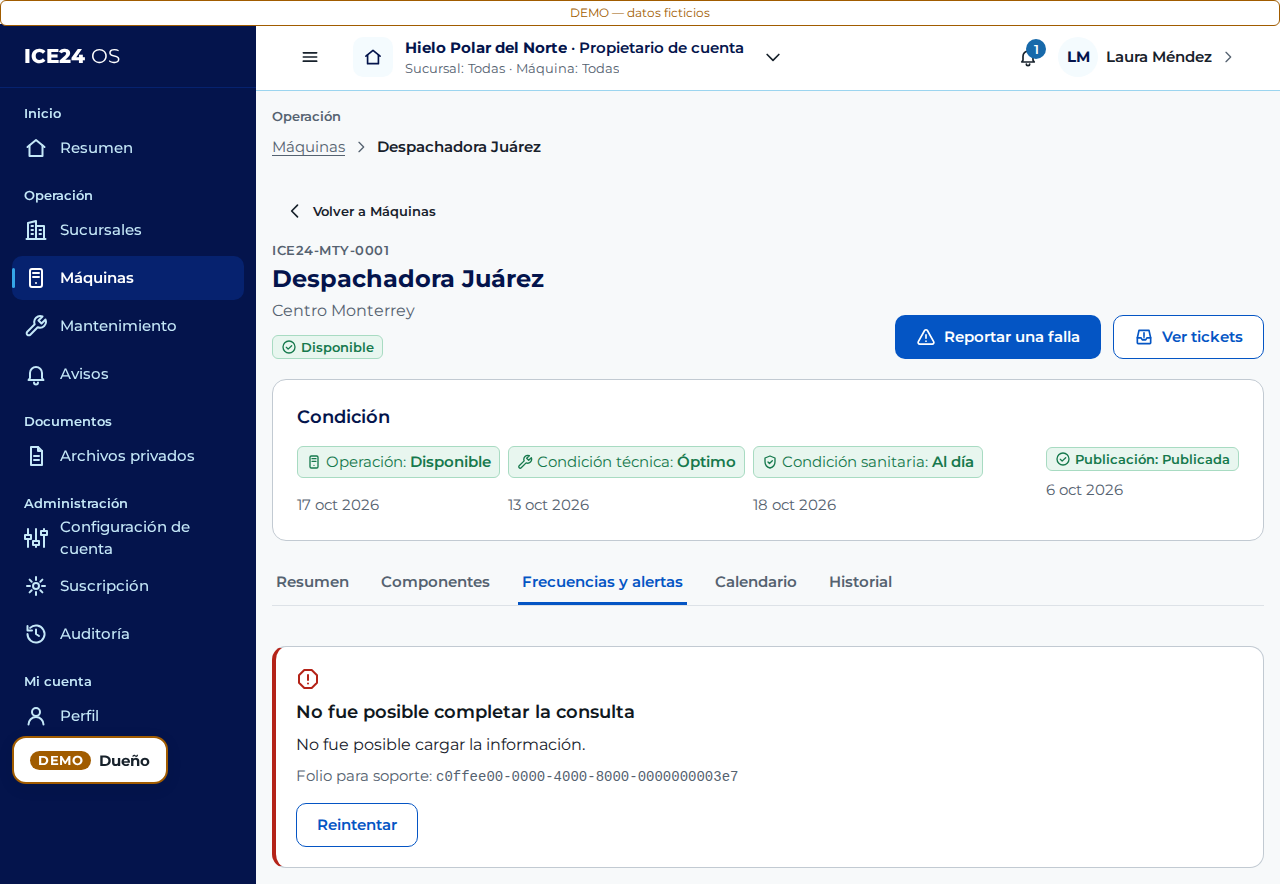 DEMO — datos ficticios
ICE24 OS
Inicio
Resumen
Operación
Sucursales
Máquinas
Mantenimiento
Avisos
Documentos
Archivos privados
Administración
Configuración de
cuenta
Suscripción
Auditoría
Mi cuenta
Perfil
DEMO Dueño
Hielo Polar del Norte · Propietario de cuenta
Sucursal: Todas · Máquina: Todas
1
LM Laura Méndez
Operación
Máquinas > Despachadora Juárez
Volver a Máquinas
ICE24-MTY-0001
Despachadora Juárez
Centro Monterrey
Disponible
Reportar una falla
Ver tickets
Condición
Operación: Disponible
Condición técnica: Óptimo
Condición sanitaria: Al día
Publicación: Publicada
17 oct 2026
13 oct 2026
18 oct 2026
6 oct 2026
Resumen
Componentes
Frecuencias y alertas
Calendario
Historial
No fue posible completar la consulta
No fue posible cargar la información.
Folio para soporte: c0ffee00-0000-4000-8000-0000000003e7
Reintentar